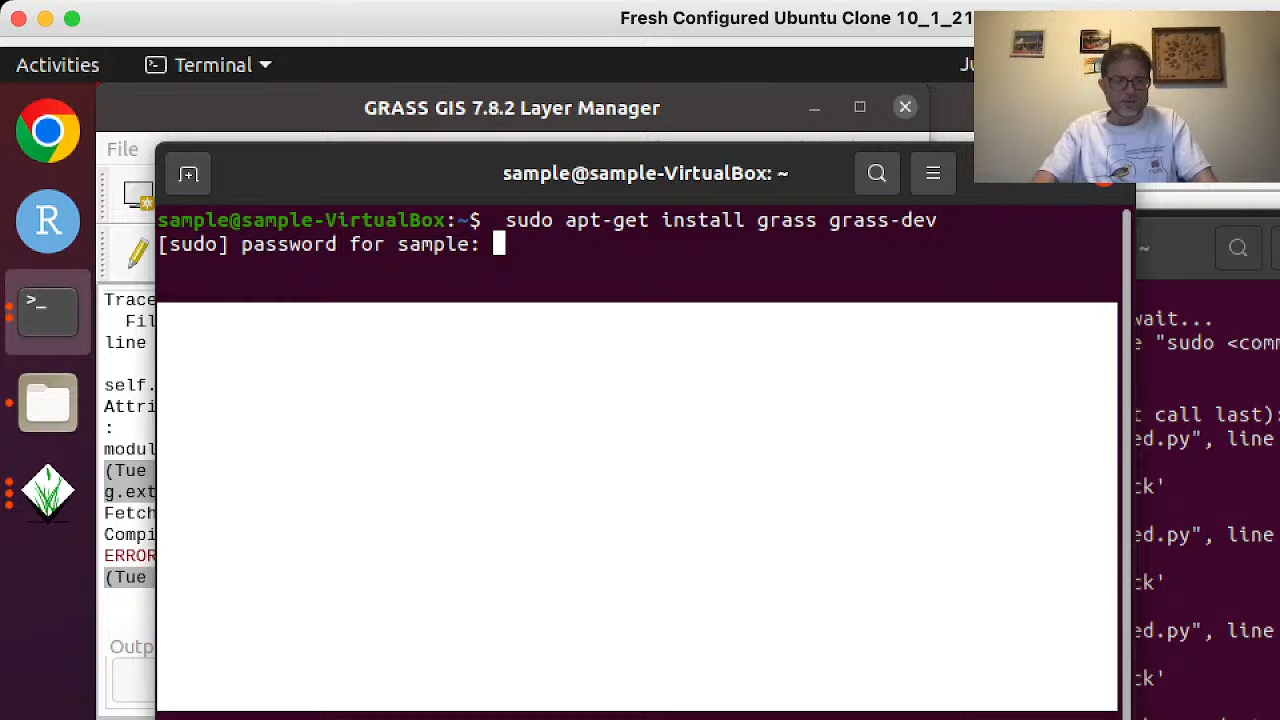 Fresh Configured Ubuntu Clone 10_1_21
Activities
Terminal
GRASS GIS 7.8.2 Layer Manager
File
sample@sample-VirtualBox: ~
sample@sample-VirtualBox:~$ sudo apt-get install grass grass-dev
[sudo] password for sample:
Trace
Fil
line
self.
Attri
:
modul
(Tue
g.ext
Fetch
Compi
ERROR
(Tue
Outp
~
wait...
e "sudo <comm
t call last):
ed.py", line
ck'
ed.py", line
ck'
ed.py", line
ck'
R
>_